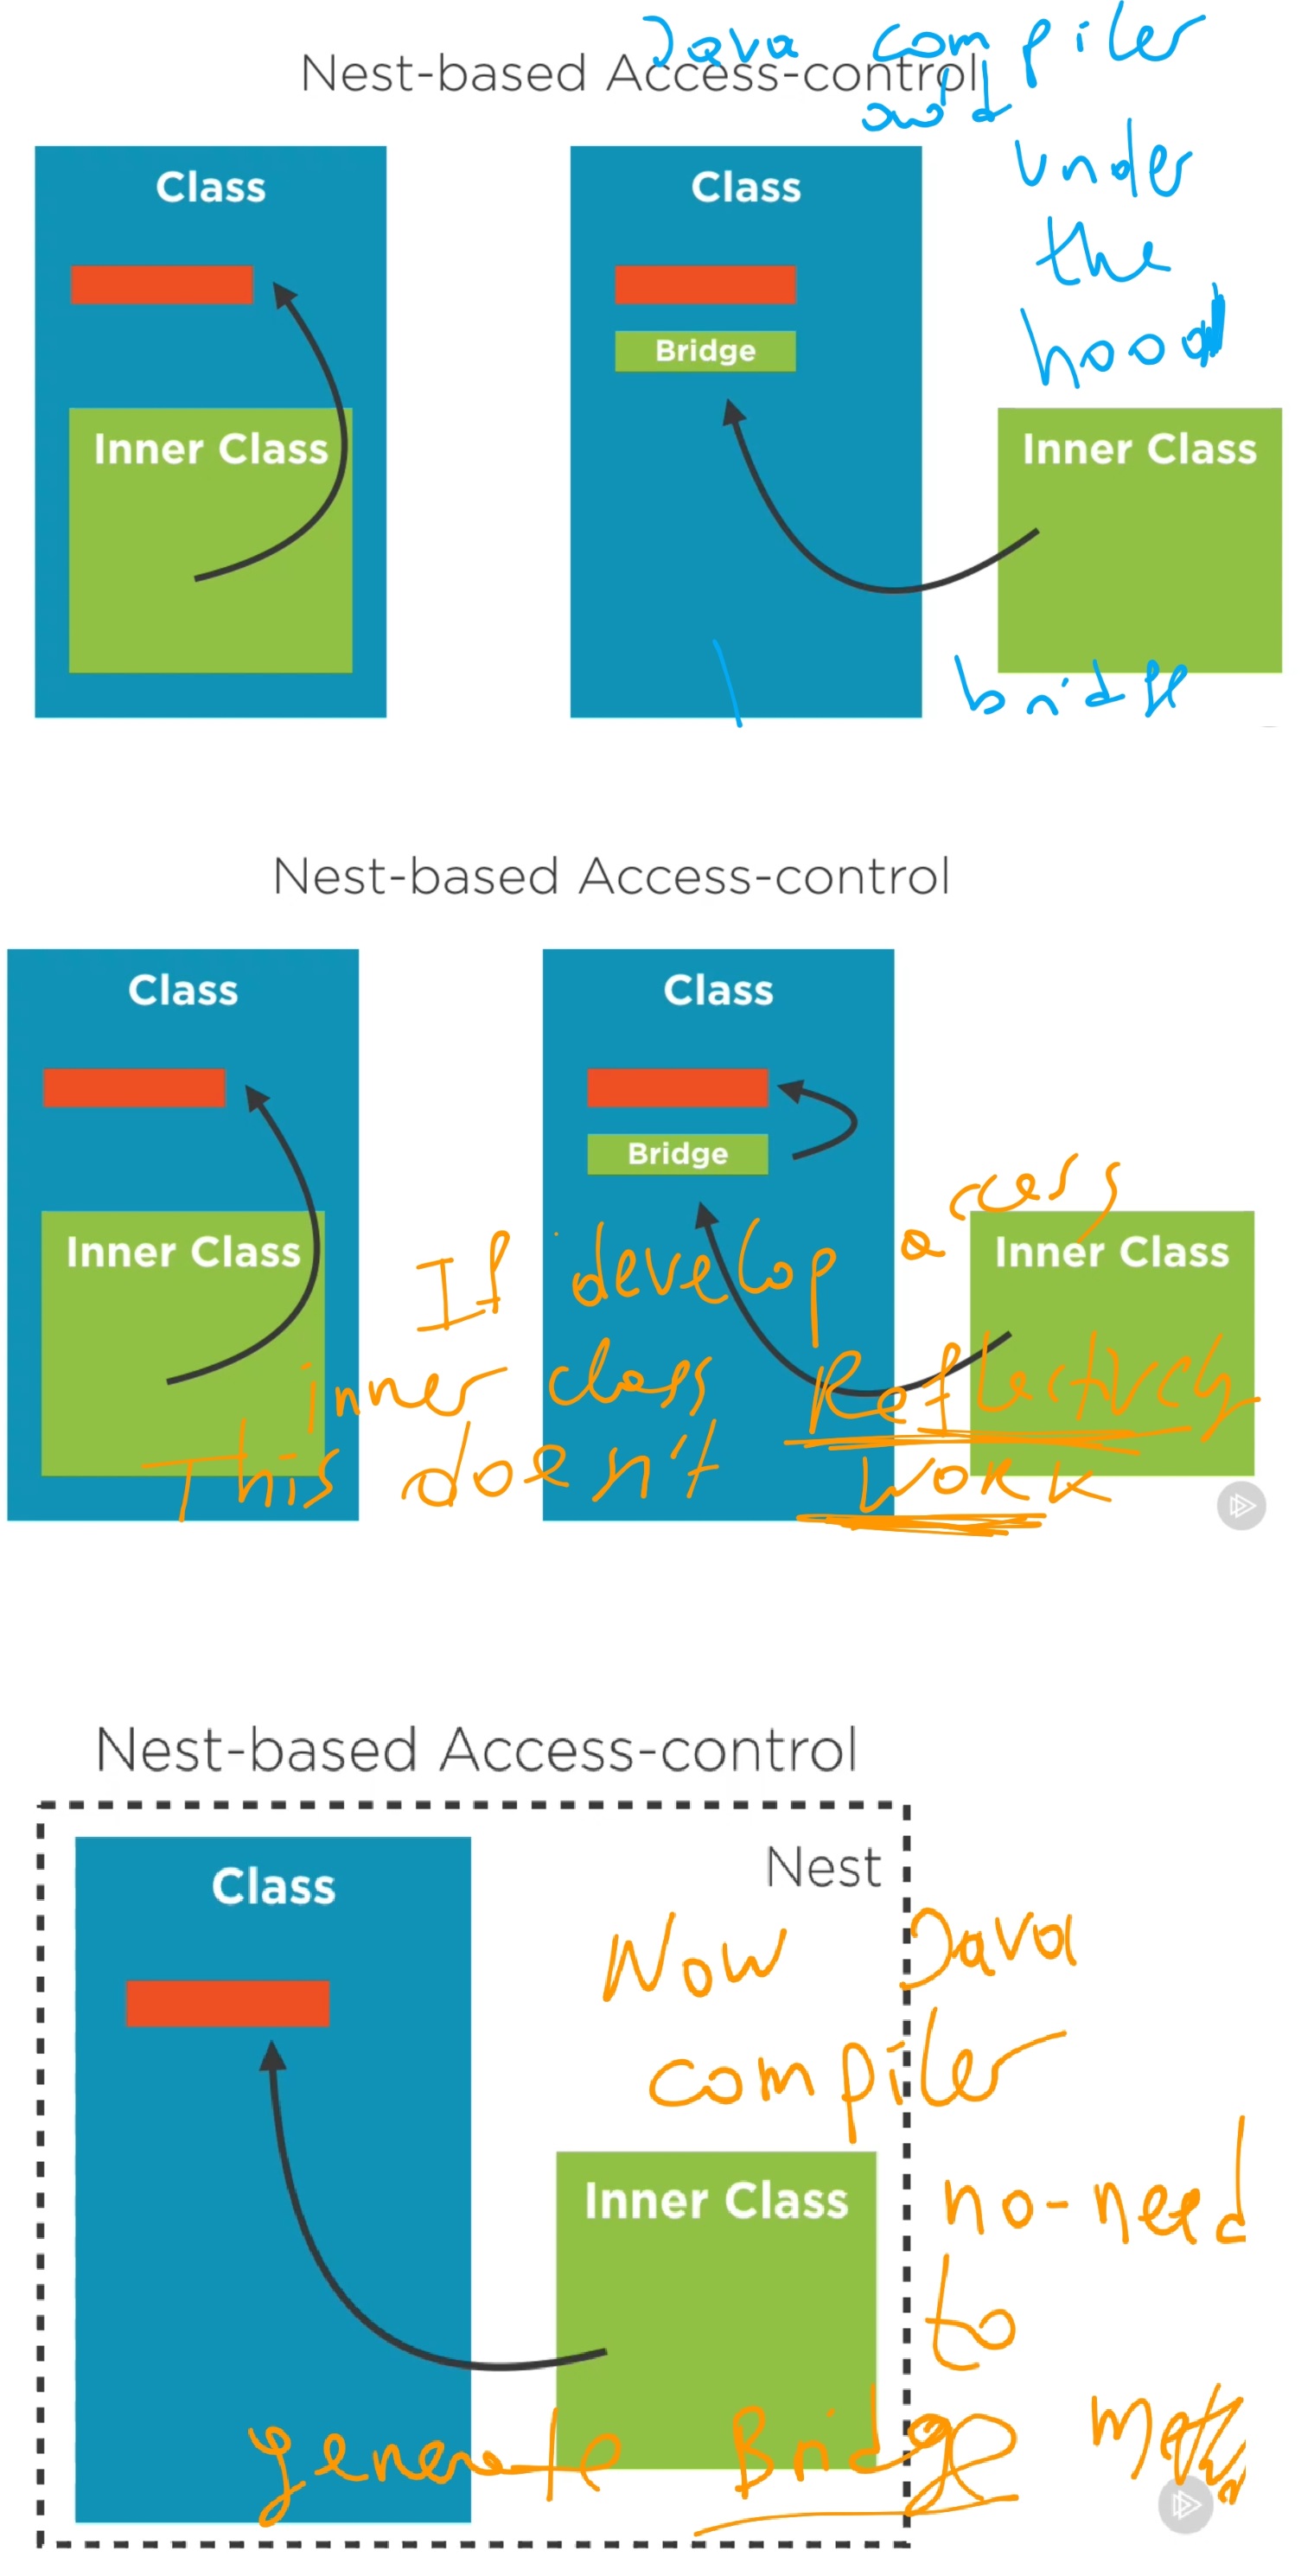 Java compiler
Nest-based Access-control
add
under
the
hood
Class
Class
Bridge
Inner Class
Inner Class
bridge
Nest-based Access-control
Class
Class
Bridge
Inner Class
Inner Class
If develop access
inner class Reflectively
This doesn't work
Nest-based Access-control
Nest
Class
Now Java
compiler
Inner Class
no-need
to
generate Bridge